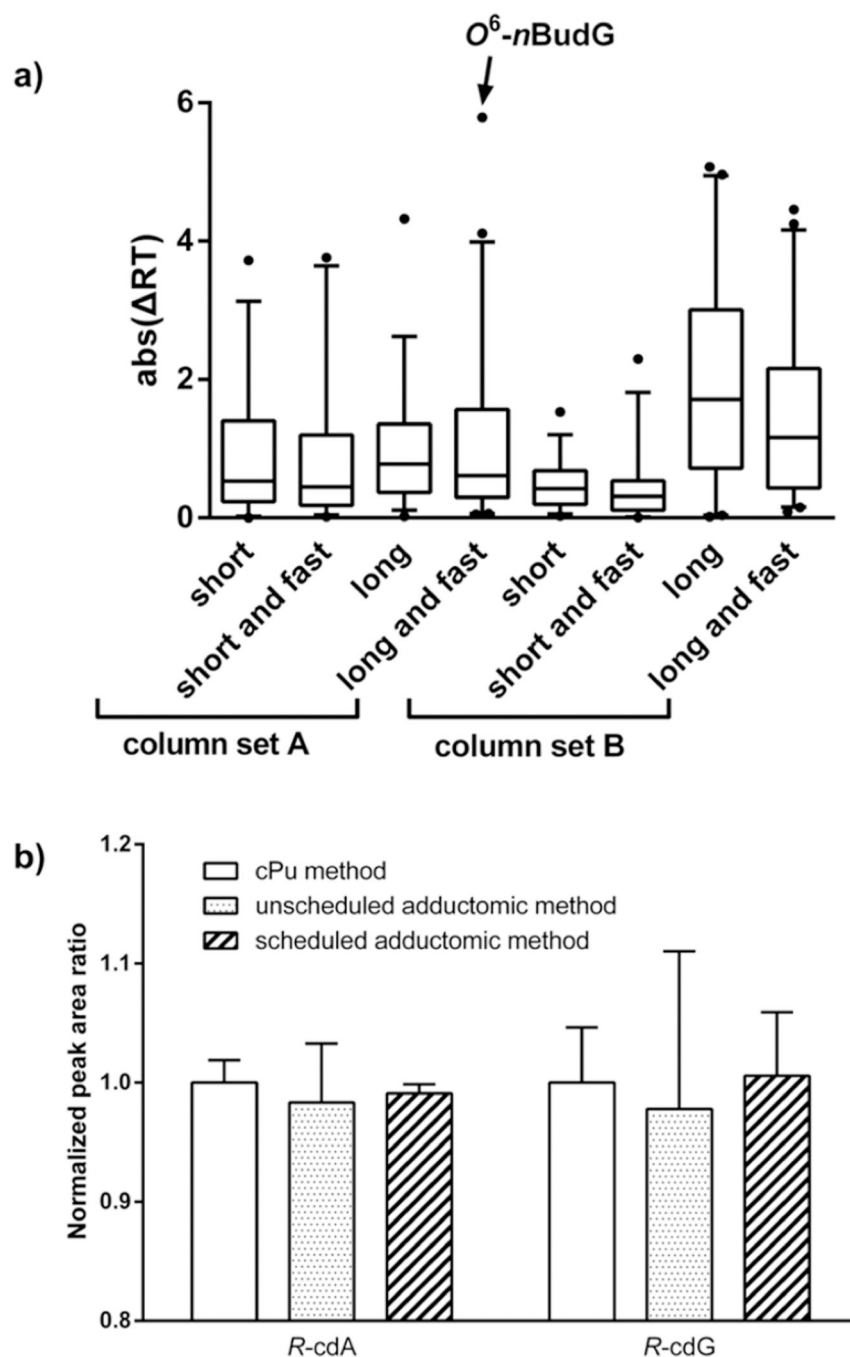 O⁶-nBudG
a)
6
4
2
0
abs(ΔRT)
short
short and fast
long
long and fast
short
short and fast
long
long and fast
column set A
column set B
b)
1.2
1.1
1.0
0.9
0.8
Normalized peak area ratio
cPu method
unscheduled adductomic method
scheduled adductomic method
R-cdA
R-cdG